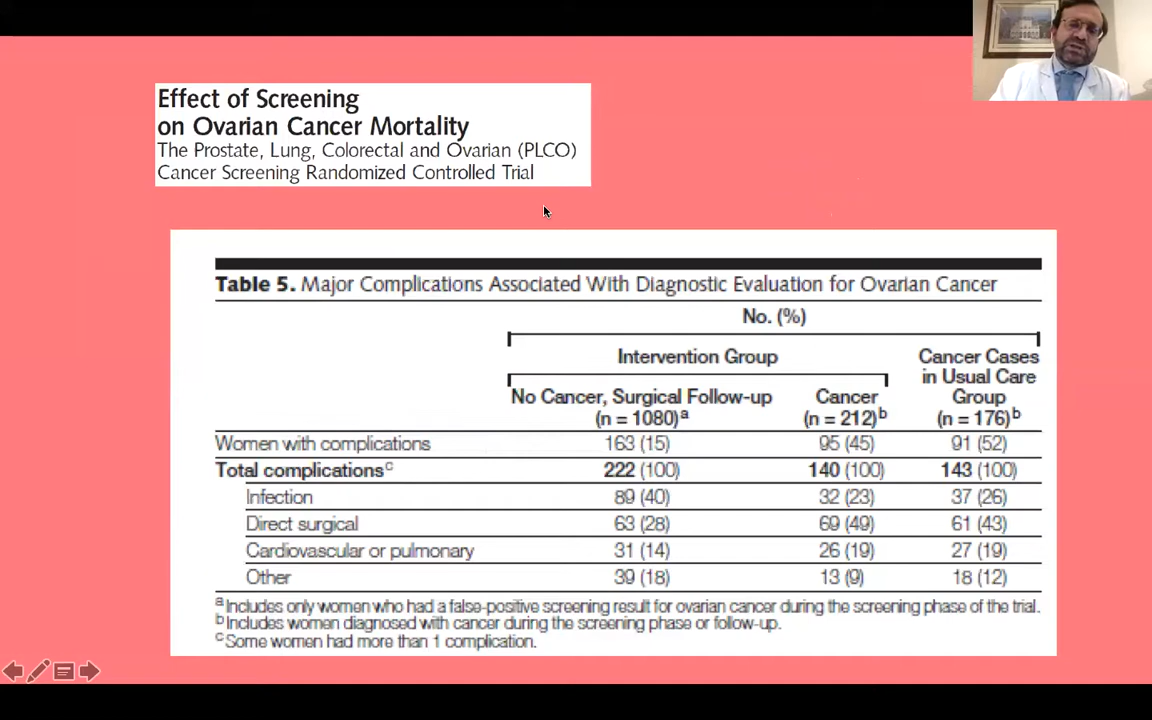 Effect of Screening
on Ovarian Cancer Mortality
The Prostate, Lung, Colorectal and Ovarian (PLCO)
Cancer Screening Randomized Controlled Trial
Table 5. Major Complications Associated With Diagnostic Evaluation for Ovarian Cancer
No. (%)
Intervention Group
Cancer Cases
in Usual Care
Group
(n = 176)b
No Cancer, Surgical Follow-up
(n = 1080)a
Cancer
(n = 212)b
Women with complications 163 (15) 95 (45) 91 (52)
Total complicationsc 222 (100) 140 (100) 143 (100)
Infection 89 (40) 32 (23) 37 (26)
Direct surgical 63 (28) 69 (49) 61 (43)
Cardiovascular or pulmonary 31 (14) 26 (19) 27 (19)
Other 39 (18) 13 (9) 18 (12)
a Includes only women who had a false-positive screening result for ovarian cancer during the screening phase of the trial.
b Includes women diagnosed with cancer during the screening phase or follow-up.
c Some women had more than 1 complication.